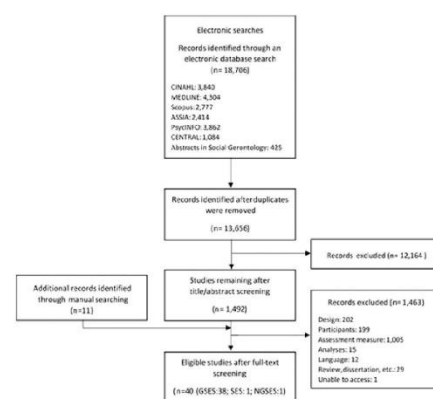 Electronic searches
Records identified through an
electronic database search
(n= 18,706)
CINAHL: 3,840
MEDLINE: 4,304
Scopus: 2,777
ASSIA: 2,414
PsycINFO: 3,862
CENTRAL: 1,084
Abstracts in Social Gerontology: 425
Records identified afterduplicates
were removed
(n= 13,656)
Records excluded (n= 12,164 )
Additional records identified
through manual searching
(n=11)
Studies remaining after
title/abstract screening
(n= 1,492)
Records excluded (n= 1,463)
Design: 202
Participants: 199
Assessment measure: 1,005
Analyses: 15
Language: 12
Review, dissertation, etc.: 29
Unable to access: 1
Eligible studies after full-text
screening
(n=40 (GSES:38; SES: 1; NGSES:1)